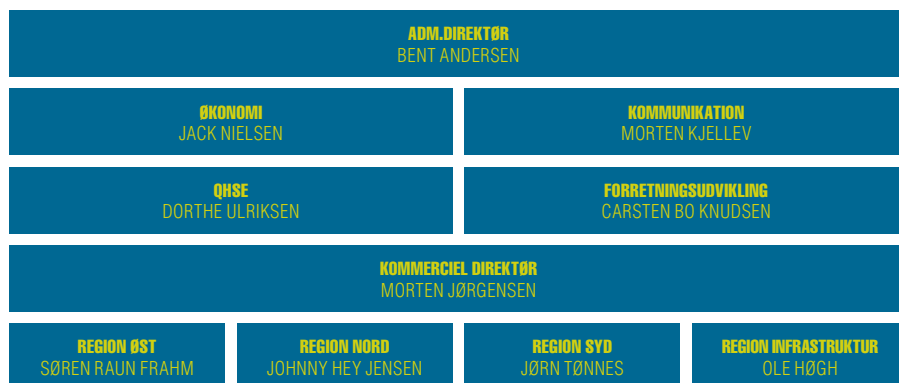 ADM.DIREKTØR
BENT ANDERSEN
ØKONOMI
JACK NIELSEN
KOMMUNIKATION
MORTEN KJELLEV
QHSE
DORTHE ULRIKSEN
FORRETNINGSUDVIKLING
CARSTEN BO KNUDSEN
KOMMERCIEL DIREKTØR
MORTEN JØRGENSEN
REGION ØST
SØREN RAUN FRAHM
REGION NORD
JOHNNY HEY JENSEN
REGION SYD
JØRN TØNNES
REGION INFRASTRUKTUR
OLE HØGH